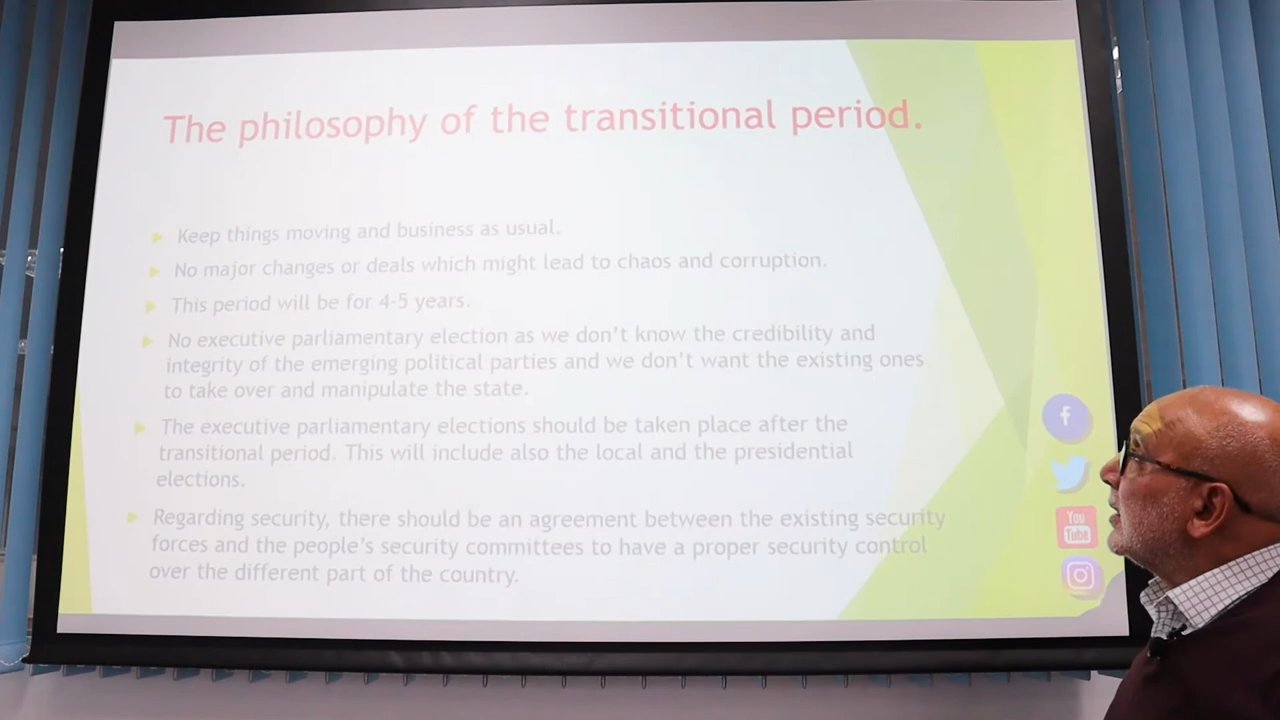 The philosophy of the transitional period.
Keep things moving and business as usual.
No major changes or deals which might lead to chaos and corruption.
This period will be for 4-5 years.
No executive parliamentary election as we don't know the credibility and
integrity of the emerging political parties and we don't want the existing ones
to take over and manipulate the state.
The executive parliamentary elections should be taken place after the
transitional period. This will include also the local and the presidential
elections.
Regarding security, there should be an agreement between the existing security
forces and the people's security committees to have a proper security control
over the different part of the country.
f
You
Tube